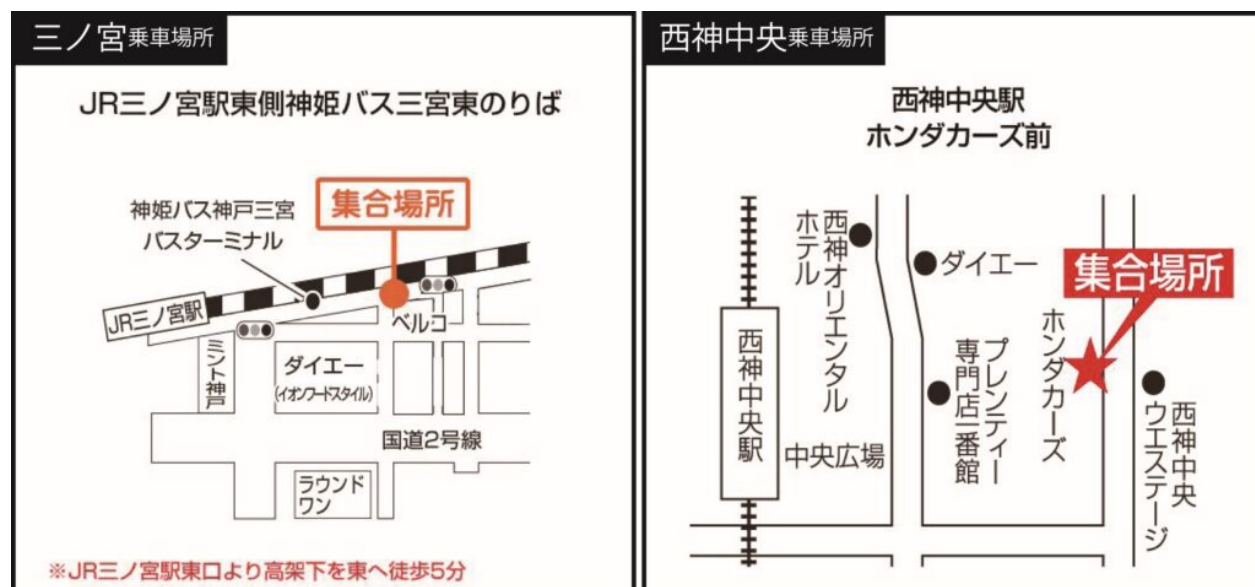 三ノ宮乗車場所
JR三ノ宮駅東側神姫バス三宮東のりば
集合場所
神姫バス神戸三宮
バスターミナル
JR三ノ宮駅
ベルコ
ミント神戸
ダイエー
(イオンフードスタイル)
国道2号線
ラウンド
ワン
※JR三ノ宮駅東口より高架下を東へ徒歩5分
西神中央乗車場所
西神中央駅
ホンダカーズ前
西神オリエンタル
ホテル
ダイエー
集合場所
ホンダカーズ
西神中央駅
プレンティー
専門店一番館
中央広場
西神中央
ウエステージ